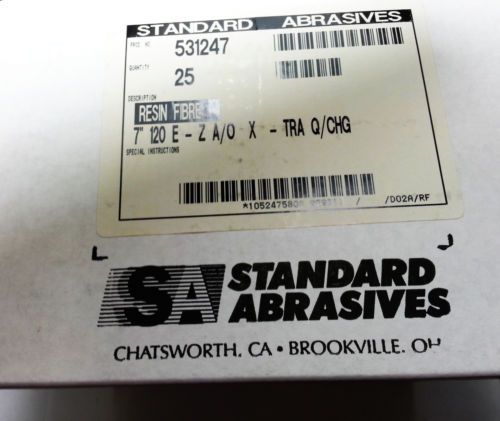 STANDARD ABRASIVES
PROD. NO. 531247
QUANTITY 25
DESCRIPTION
RESIN FIBRE
7" 120 E - Z A/O X - TRA Q/CHG
SPECIAL INSTRUCTIONS
/ /D02A/RF
SA STANDARD
ABRASIVES
CHATSWORTH, CA • BROOKVILLE, OH